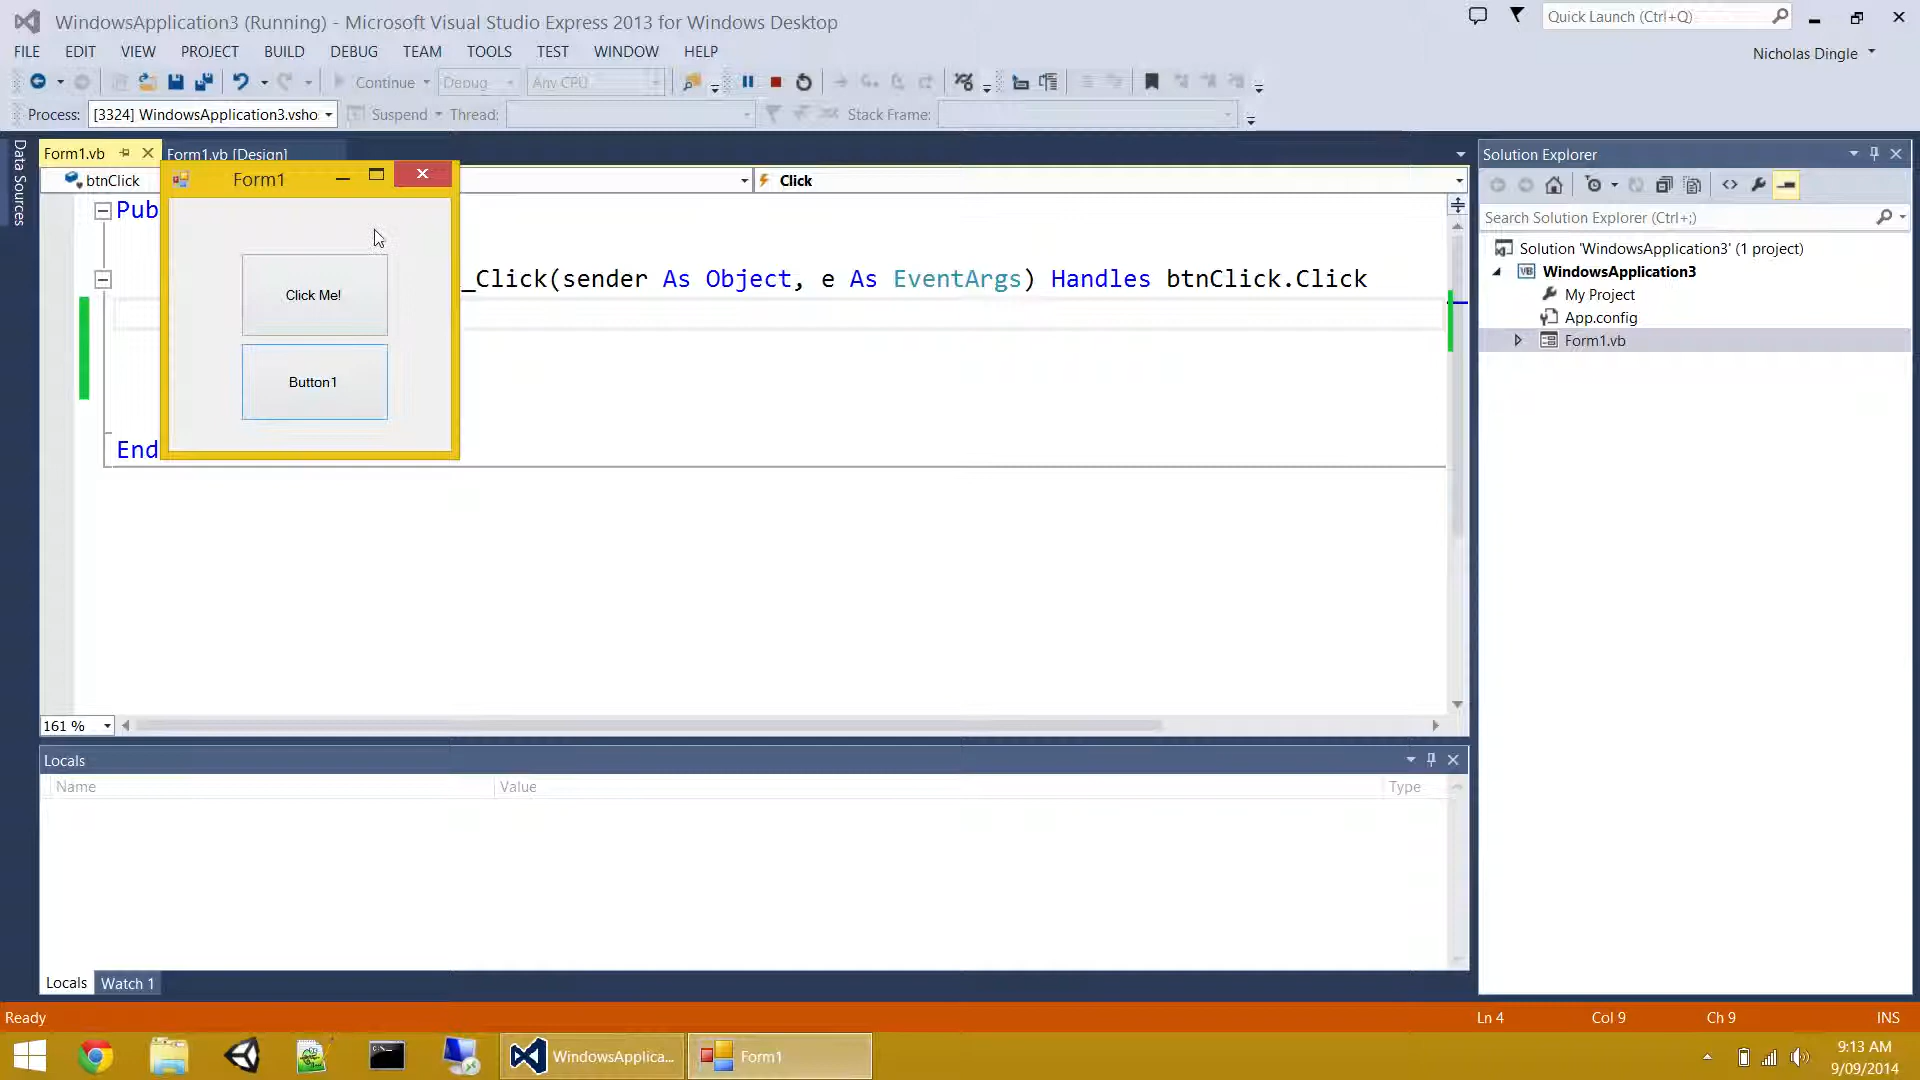 WindowsApplication3 (Running) - Microsoft Visual Studio Express 2013 for Windows Desktop
Quick Launch (Ctrl+Q)
FILE EDIT VIEW PROJECT BUILD DEBUG TEAM TOOLS TEST WINDOW HELP
Nicholas Dingle
Continue Debug Any CPU
Process: [3324] WindowsApplication3.vsho Suspend Thread: Stack Frame:
Data Sources
Form1.vb Form1.vb [Design]
btnClick Click
Form1
Pub
_Click(sender As Object, e As EventArgs) Handles btnClick.Click
Click Me!
Button1
End
161 %
Solution Explorer
Search Solution Explorer (Ctrl+;)
Solution 'WindowsApplication3' (1 project)
WindowsApplication3
My Project
App.config
Form1.vb
Locals
Name Value Type
Locals Watch 1
Ready Ln 4 Col 9 Ch 9 INS
WindowsApplica... Form1
9:13 AM
9/09/2014